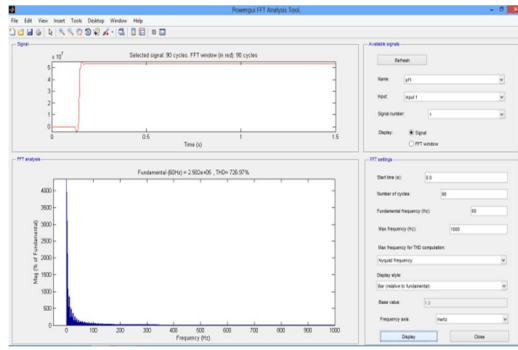 Powergui FFT Analysis Tool.
File Edit View Insert Tools Desktop Window Help
Signal
Selected signal: 90 cycles. FFT window (in red): 90 cycles
x 10^7
5
4
3
2
1
0
0 0.5 1 1.5
Time (s)
FFT analysis
Fundamental (60Hz) = 2.502e+05 , THD= 726.97%
Mag (% of Fundamental)
4000
3500
3000
2500
2000
1500
1000
500
0
0 100 200 300 400 500 600 700 800 900 1000
Frequency (Hz)
Available signals
Refresh
Name:
Input: input 1
Signal number: 1
Display: Signal
FFT window
FFT settings
Start time (s): 0.0
Number of cycles: 90
Fundamental frequency (Hz): 60
Max frequency (Hz): 1000
Max frequency for THD computation:
Nyquist frequency
Display style:
Bar (relative to fundamental)
Base value: 1.0
Frequency axis: Hertz
Display Close